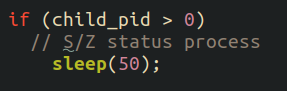 if (child_pid > 0)
// S/Z status process
sleep(50);